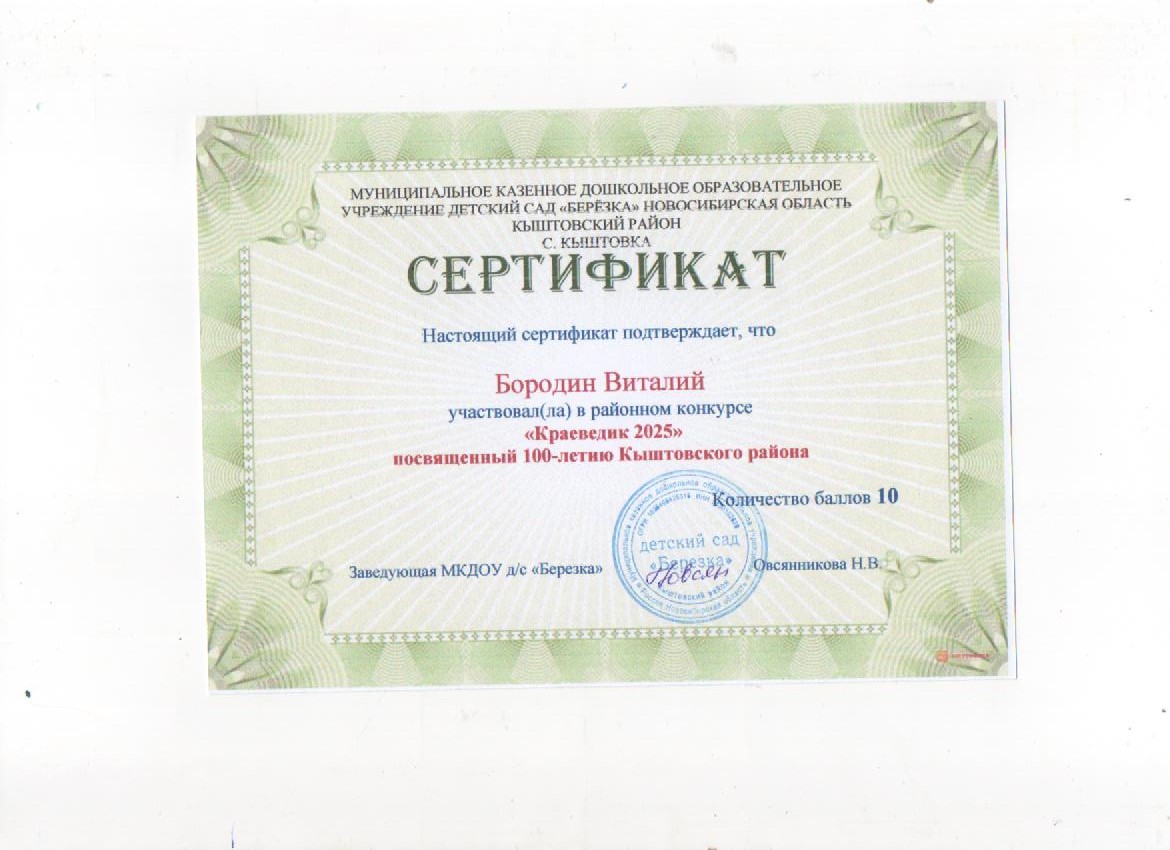 МУНИЦИПАЛЬНОЕ КАЗЕННОЕ ДОШКОЛЬНОЕ ОБРАЗОВАТЕЛЬНОЕ
УЧРЕЖДЕНИЕ ДЕТСКИЙ САД «БЕРЁЗКА» НОВОСИБИРСКАЯ ОБЛАСТЬ
КЫШТОВСКИЙ РАЙОН
С. КЫШТОВКА
СЕРТИФИКАТ
Настоящий сертификат подтверждает, что
Бородин Виталий
участвовал(ла) в районном конкурсе
«Краеведик 2025»
посвященный 100-летию Кыштовского района
Количество баллов 10
детский сад
«Березка»
Заведующая МКДОУ д/с «Березка»
Овсянникова Н.В.